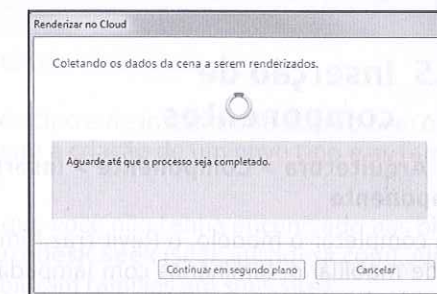 Renderizar no Cloud
Coletando os dados da cena a serem renderizados.
Aguarde até que o processo seja completado.
Continuar em segundo plano
Cancelar